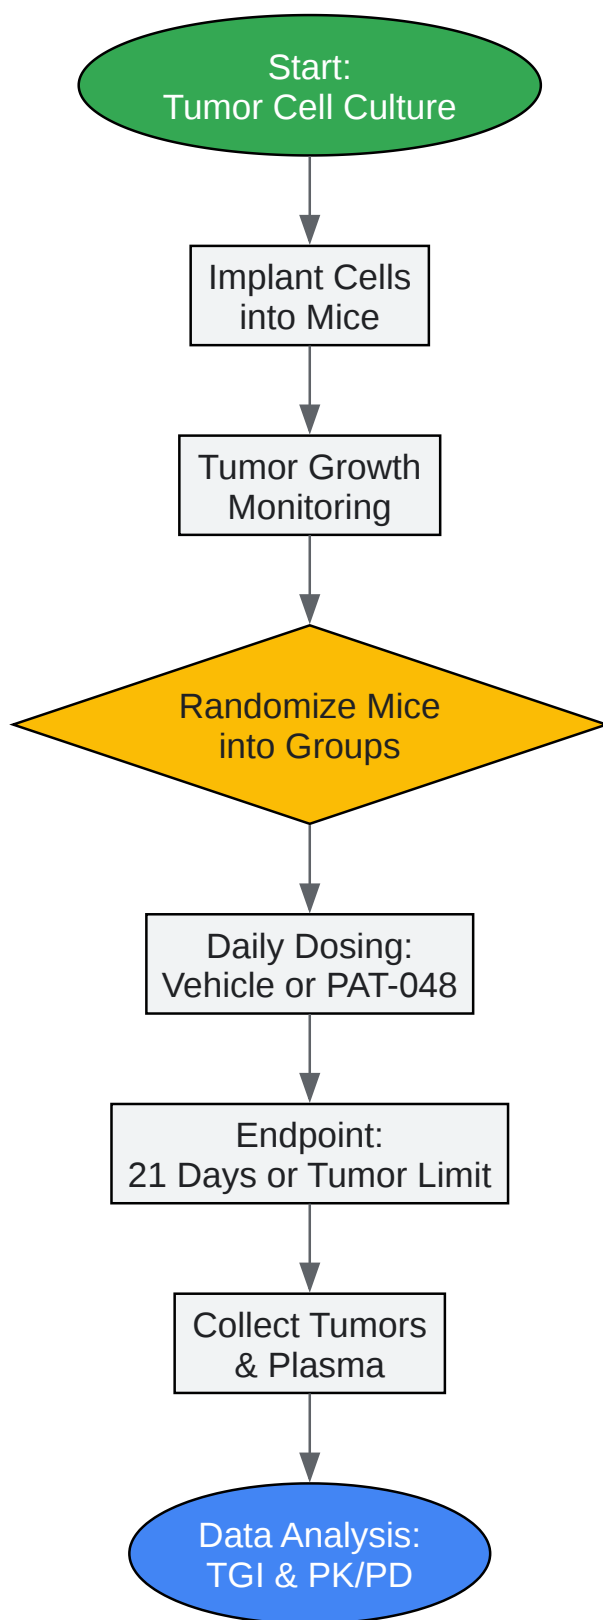 Start:
Tumor Cell Culture
Implant Cells
into Mice
Tumor Growth
Monitoring
Randomize Mice
into Groups
Daily Dosing:
Vehicle or PAT-048
Endpoint:
21 Days or Tumor Limit
Collect Tumors
& Plasma
Data Analysis:
TGI & PK/PD